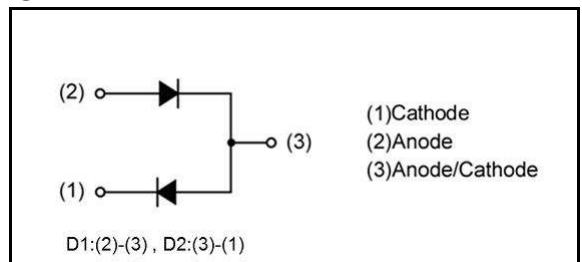 (2)
(3)
(1)
(1)Cathode
(2)Anode
(3)Anode/Cathode
D1:(2)-(3) , D2:(3)-(1)